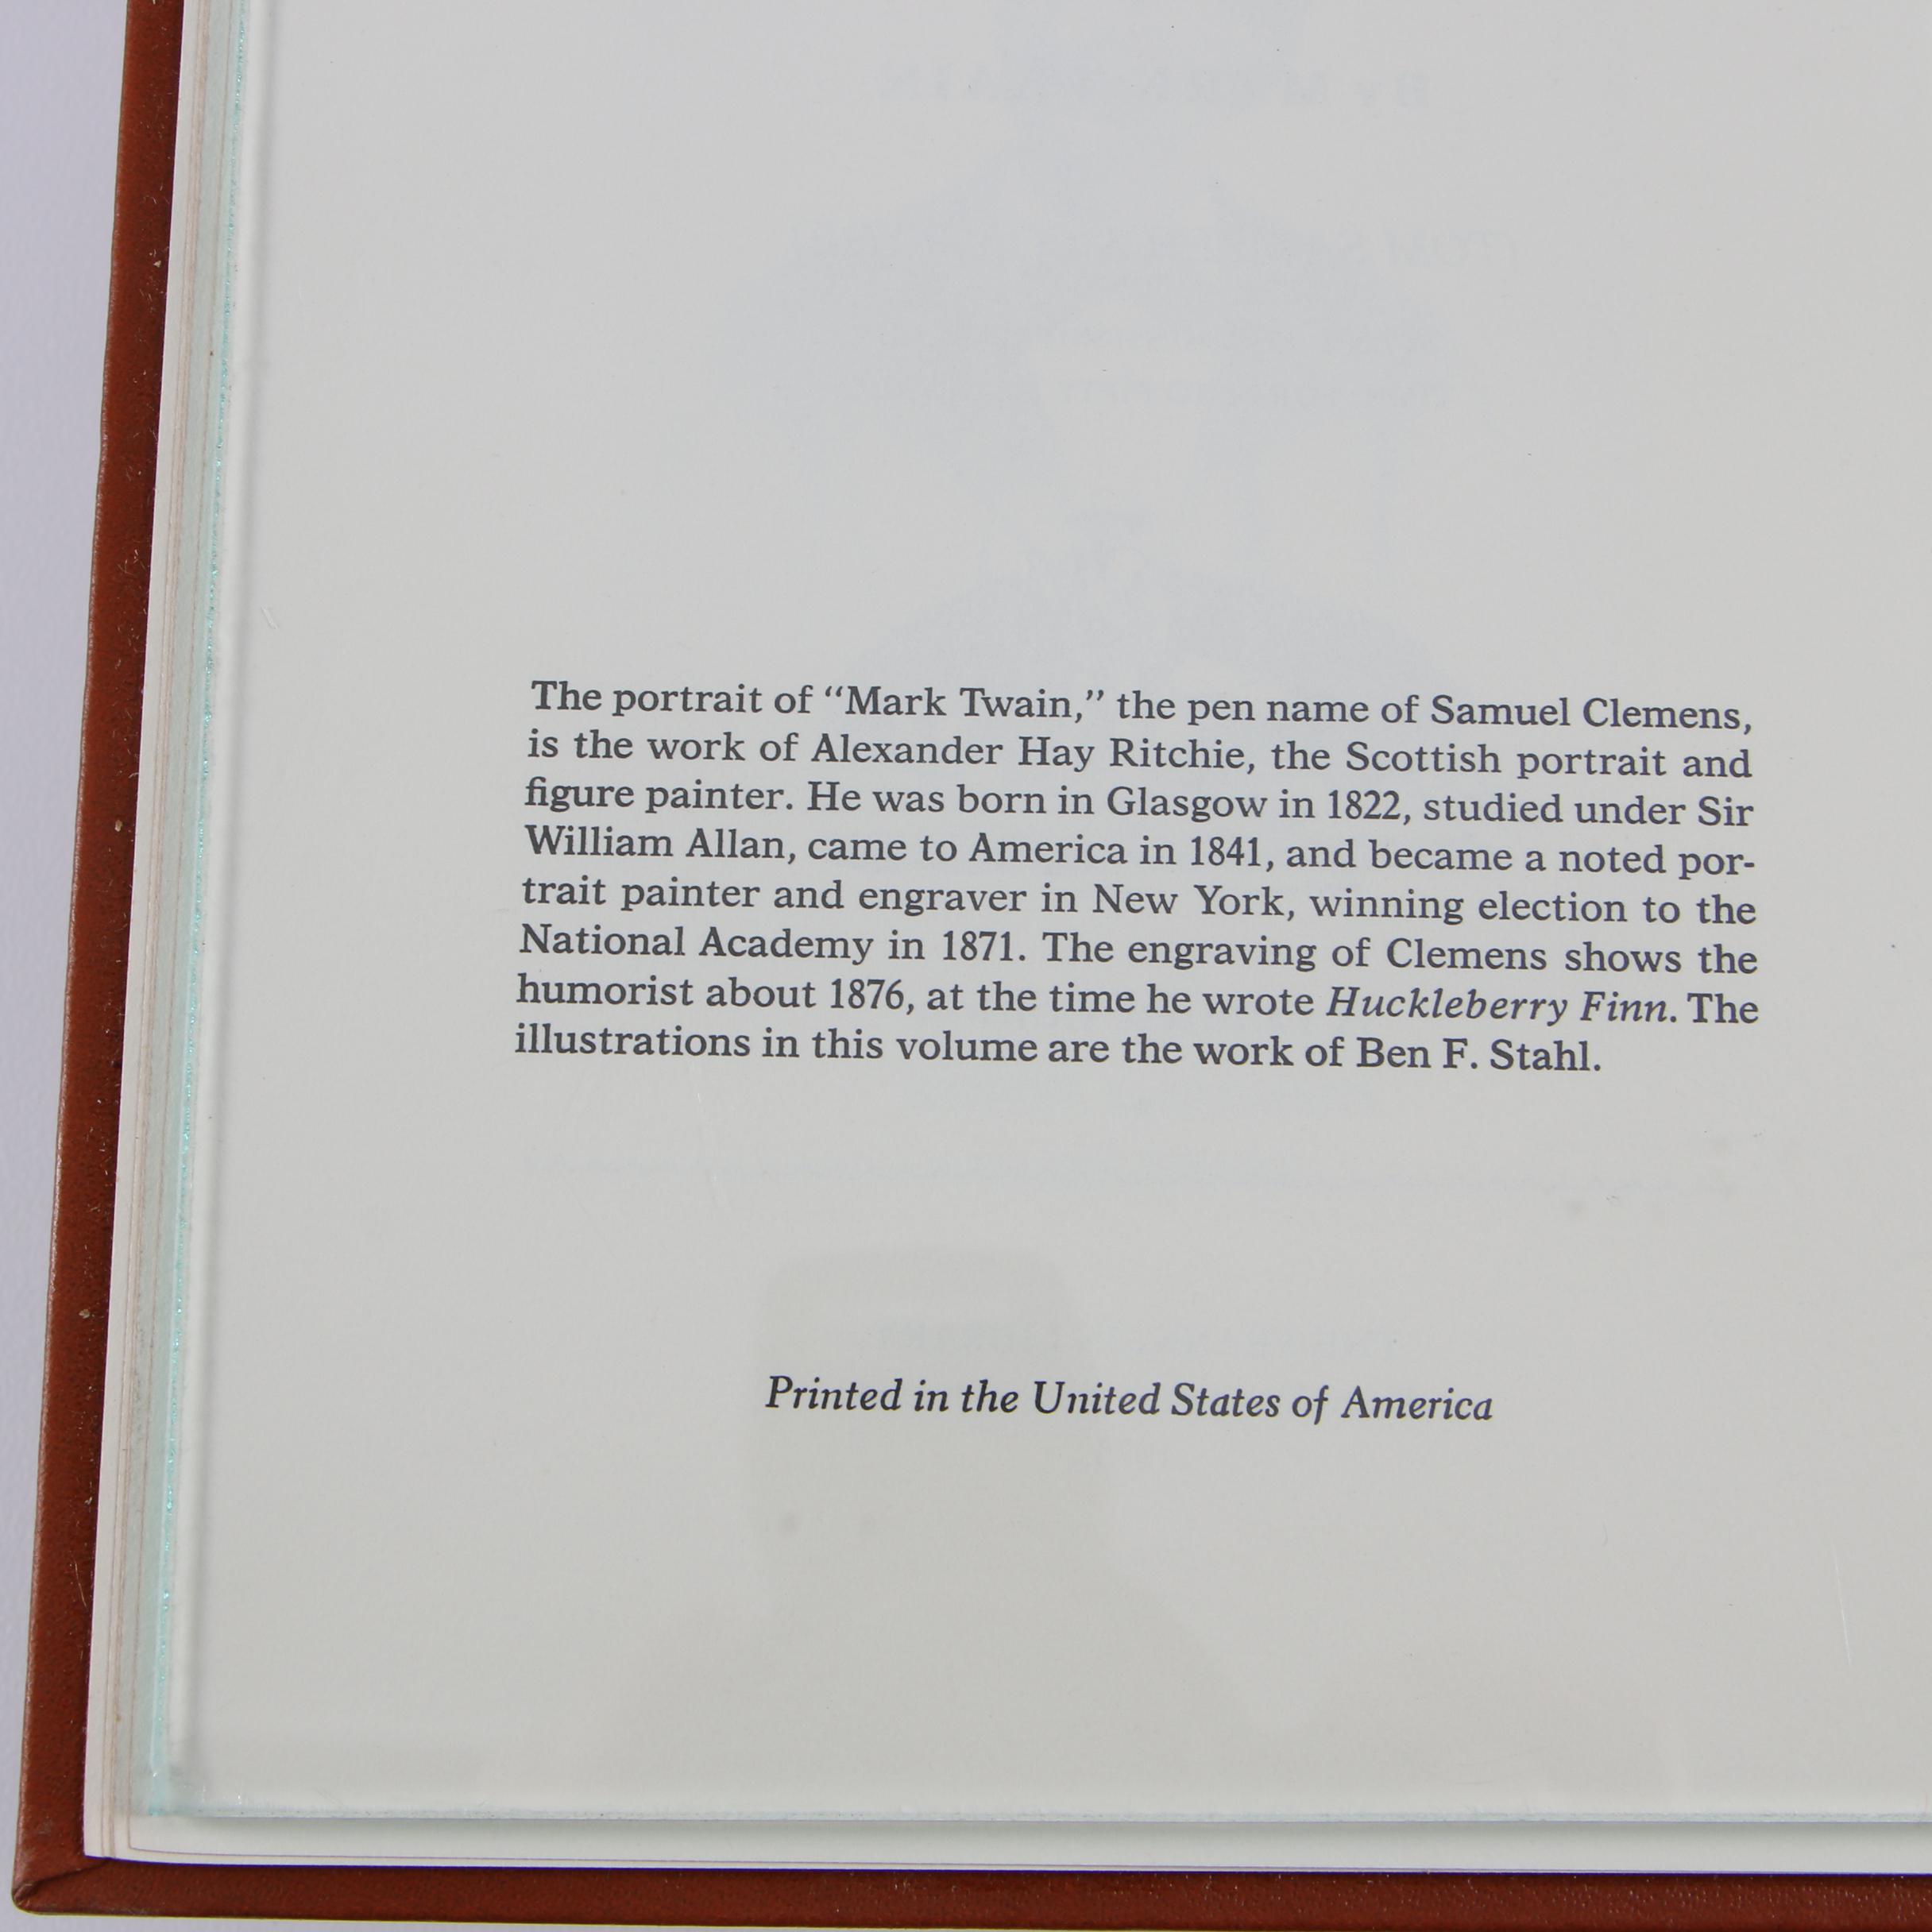 The portrait of “Mark Twain,” the pen name of Samuel Clemens,
is the work of Alexander Hay Ritchie, the Scottish portrait and
figure painter. He was born in Glasgow in 1822, studied under Sir
William Allan, came to America in 1841, and became a noted por-
trait painter and engraver in New York, winning election to the
National Academy in 1871. The engraving of Clemens shows the
humorist about 1876, at the time he wrote Huckleberry Finn. The
illustrations in this volume are the work of Ben F. Stahl.
Printed in the United States of America